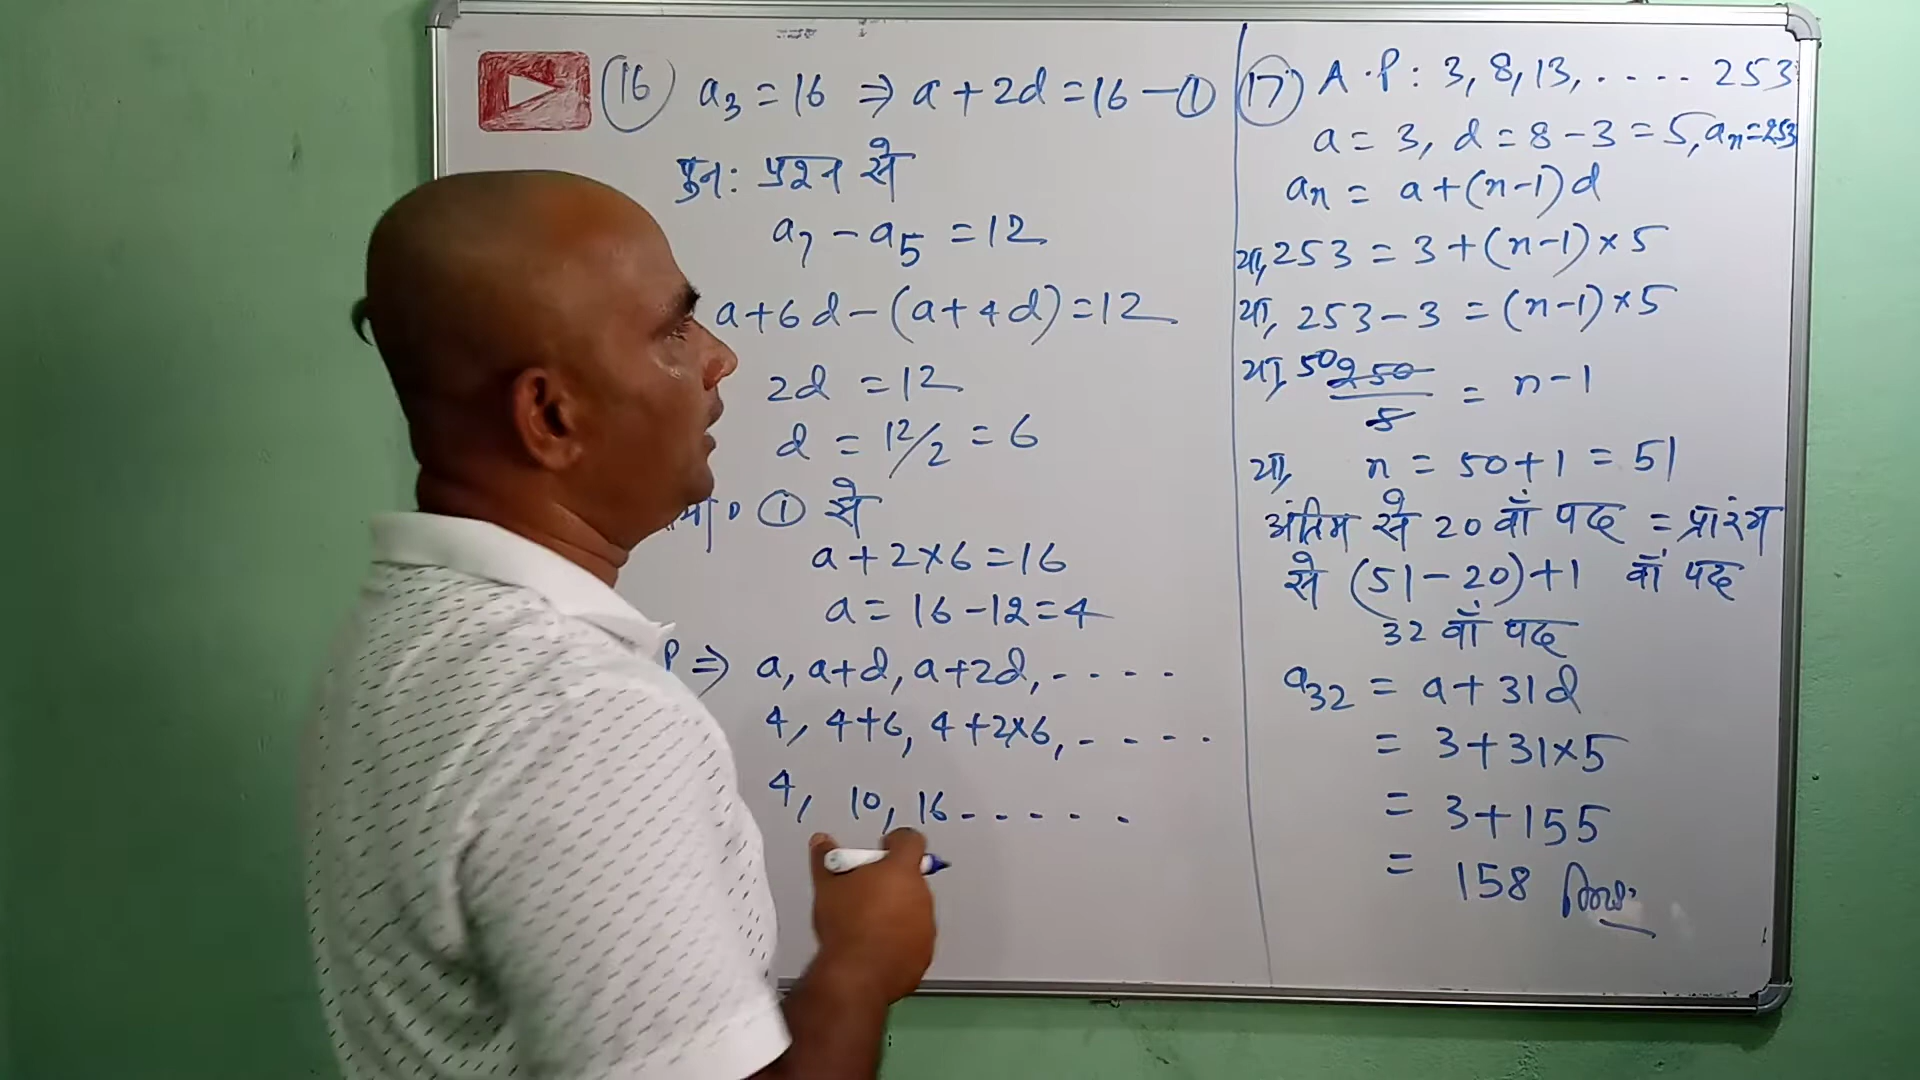 16 a₃ = 16 ⇒ a + 2d = 16 — ①
पुनः प्रश्न से
a₇ - a₅ = 12
a + 6d - (a + 4d) = 12
2d = 12
d = 12/2 = 6
① से
a + 2×6 = 16
a = 16 - 12 = 4
P ⇒ a, a+d, a+2d, - - - -
4, 4+6, 4+2×6, - - - -
4, 10, 16 - - - - -
17 A.P : 3, 8, 13, . - - - 253
a = 3, d = 8 - 3 = 5, aₙ = 253
aₙ = a + (n-1)d
या, 253 = 3 + (n-1) × 5
या, 253 - 3 = (n-1) × 5
या, 50 250/5 = n - 1
या, n = 50 + 1 = 51
अंतिम से 20 वाँ पद = प्रारंभ
से (51 - 20) + 1 वाँ पद
32 वाँ पद
a₃₂ = a + 31d
= 3 + 31×5
= 3 + 155
= 158 Ans.